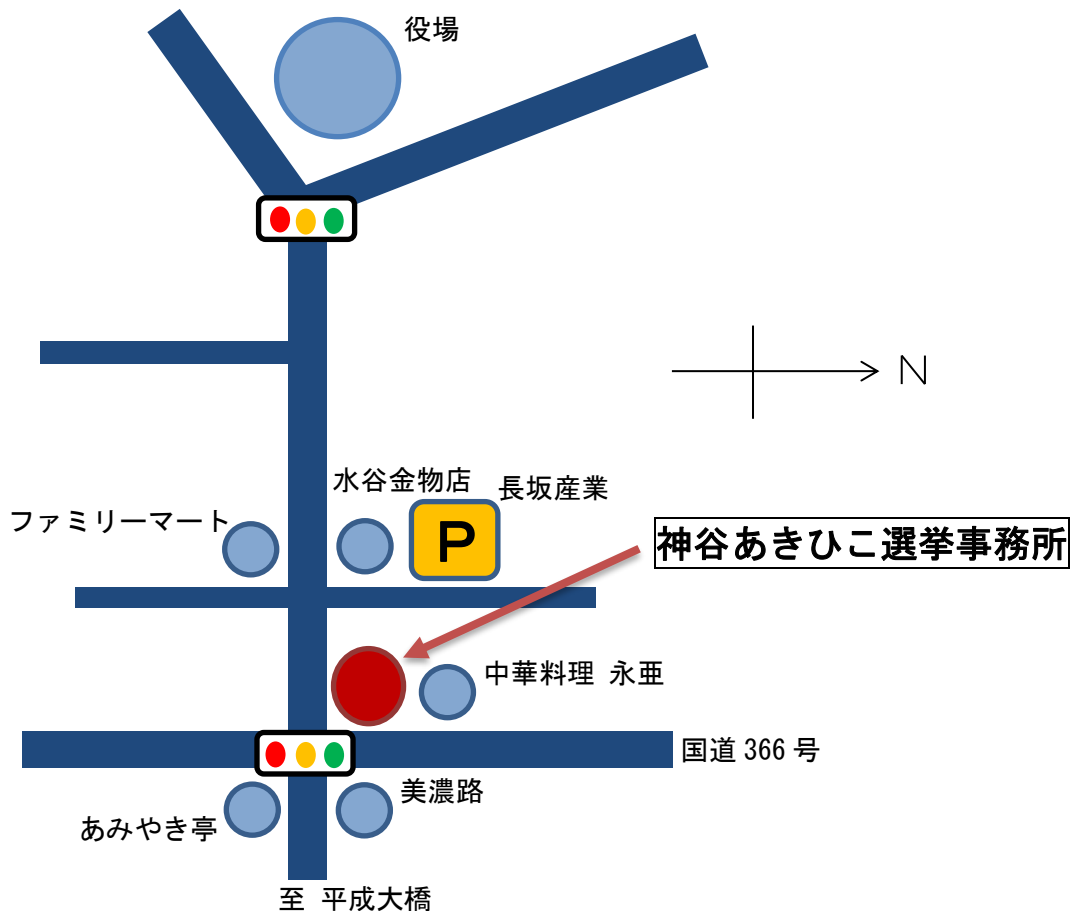 役場
N
水谷金物店
長坂産業
ファミリーマート
P
神谷あきひこ選挙事務所
中華料理 永亜
国道 366 号
美濃路
あみやき亭
至 平成大橋